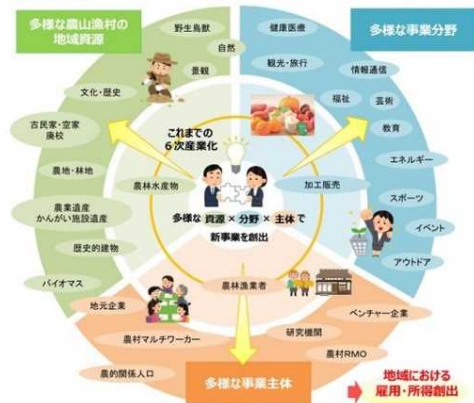 多様な農山漁村の
地域資源
野生鳥獣
自然
景観
文化・歴史
古民家・空家
廃校
農地・林地
農業遺産
かんがい施設遺産
歴史的建物
バイオマス
多様な事業分野
健康医療
観光・旅行
情報通信
福祉
芸術
教育
エネルギー
スポーツ
イベント
アウトドア
これまでの
6次産業化
農林水産物
加工販売
多様な 資源×分野×主体で
新事業を創出
農林漁業者
地元企業
農村マルチワーカー
農的関係人口
ベンチャー企業
研究機関
農村RMO
多様な事業主体
地域における
雇用・所得創出